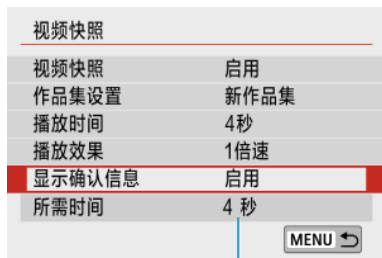 视频快照
视频快照 启用
作品集设置 新作品集
播放时间 4秒
播放效果 1倍速
显示确认信息 启用
所需时间 4 秒
MENU